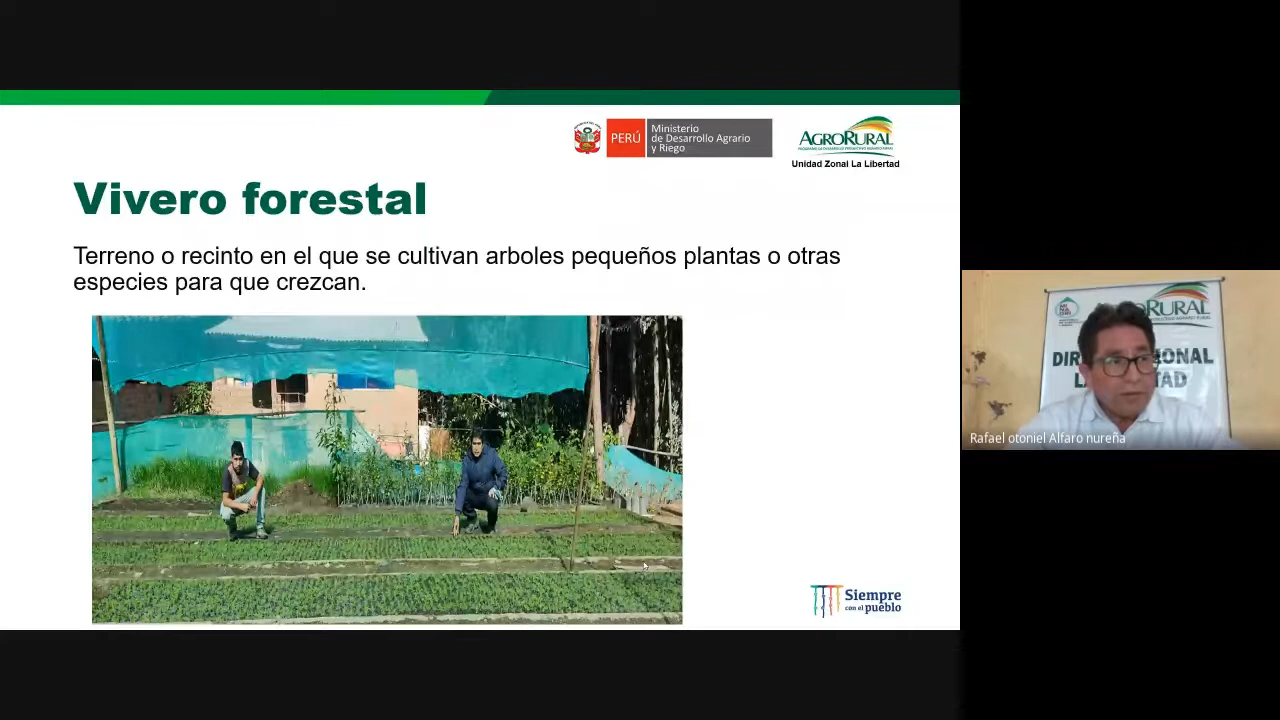 PERÚ
Ministerio
de Desarrollo Agrario
y Riego
AGRORURAL
Unidad Zonal La Libertad
Vivero forestal
Terreno o recinto en el que se cultivan arboles pequeños plantas o otras
especies para que crezcan.
Siempre
con el pueblo
Rafael otoniel Alfaro nureña